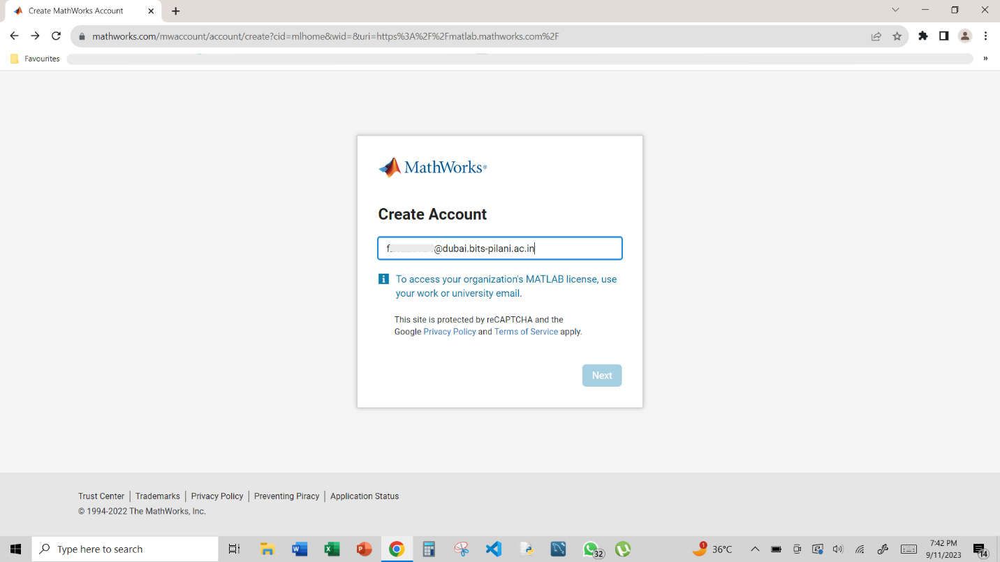 Create MathWorks Account
mathworks.com/mwaccount/account/create?cid=mlhome&wid=&uri=https%3A%2F%2Fmatlab.mathworks.com%2F
Favourites
»
MathWorks®
Create Account
f @dubai.bits-pilani.ac.in
To access your organization's MATLAB license, use
your work or university email.
This site is protected by reCAPTCHA and the
Google Privacy Policy and Terms of Service apply.
Next
Trust Center | Trademarks | Privacy Policy | Preventing Piracy | Application Status
© 1994-2022 The MathWorks, Inc.
Type here to search
32
1
36°C
7:42 PM
9/11/2023
14